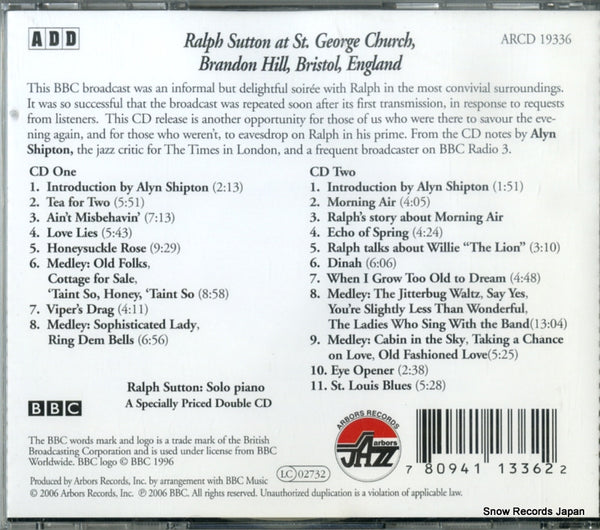 ADD
Ralph Sutton at St. George Church,
Brandon Hill, Bristol, England
ARCD 19336
This BBC broadcast was an informal but delightful soirée with Ralph in the most convivial surroundings.
It was so successful that the broadcast was repeated soon after its first transmission, in response to requests
from listeners. This CD release is another opportunity for those of us who were there to savour the eve-
ning again, and for those who weren't, to eavesdrop on Ralph in his prime. From the CD notes by Alyn
Shipton, the jazz critic for The Times in London, and a frequent broadcaster on BBC Radio 3.
CD One
1. Introduction by Alyn Shipton (2:13)
2. Tea for Two (5:51)
3. Ain't Misbehavin' (7:13)
4. Love Lies (5:43)
5. Honeysuckle Rose (9:29)
6. Medley: Old Folks,
Cottage for Sale,
'Taint So, Honey, 'Taint So (8:58)
7. Viper's Drag (4:11)
8. Medley: Sophisticated Lady,
Ring Dem Bells (6:56)
CD Two
1. Introduction by Alyn Shipton (1:51)
2. Morning Air (4:05)
3. Ralph's story about Morning Air
4. Echo of Spring (4:24)
5. Ralph talks about Willie "The Lion" (3:10)
6. Dinah (6:06)
7. When I Grow Too Old to Dream (4:48)
8. Medley: The Jitterbug Waltz, Say Yes,
You're Slightly Less Than Wonderful,
The Ladies Who Sing With the Band(13:04)
9. Medley: Cabin in the Sky, Taking a Chance
on Love, Old Fashioned Love(5:25)
10. Eye Opener (2:38)
11. St. Louis Blues (5:28)
Ralph Sutton: Solo piano
A Specially Priced Double CD
BBC
The BBC words mark and logo is a trade mark of the British
Broadcasting Corporation and is used under license from BBC
Worldwide. BBC logo © BBC 1996
Produced by Arbors Records, Inc. by arrangement with BBC Music
© 2006 Arbors Records, Inc. ℗ 2006 BBC. All rights reserved. Unauthorized duplication is a violation of applicable law.
LC 02732
ARBORS RECORDS
arbors
JAZZ
7 80941 13362 2
Snow Records Japan